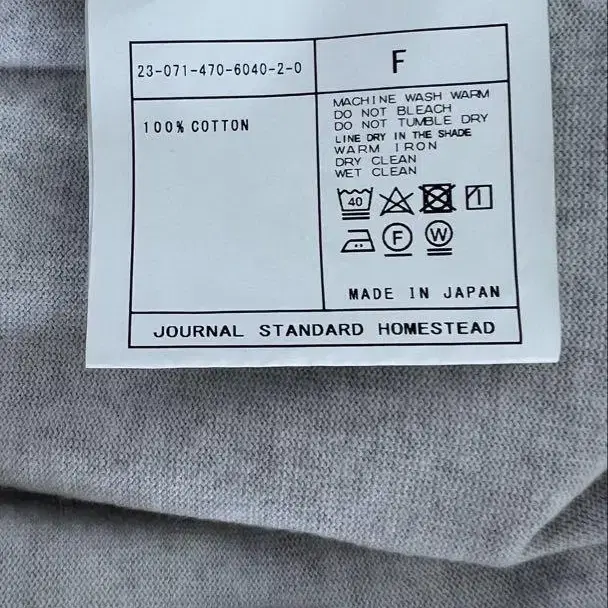 23-071-470-6040-2-0
F
100% COTTON
MACHINE WASH WARM
DO NOT BLEACH
DO NOT TUMBLE DRY
LINE DRY IN THE SHADE
WARM IRON
DRY CLEAN
WET CLEAN
40
F W
MADE IN JAPAN
JOURNAL STANDARD HOMESTEAD